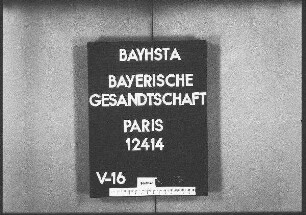 BAYHSTA
BAYERISCHE
GESANDTSCHAFT
PARIS
12414
V-16